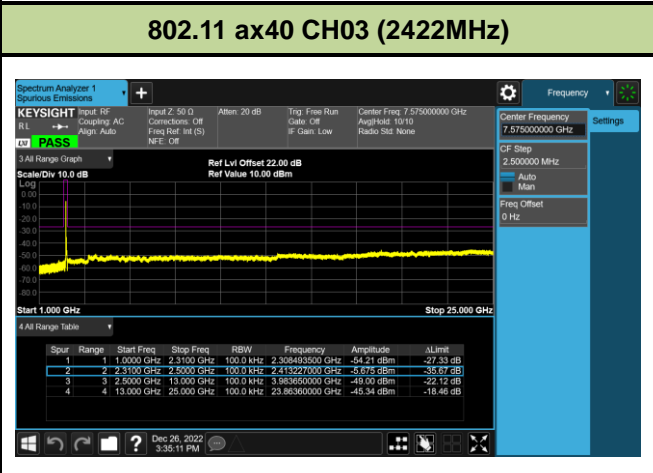 802.11 ax40 CH03 (2422MHz)
Spectrum Analyzer 1
Spurious Emissions
+
Frequency
KEYSIGHT
RL
LXI
PASS
Input: RF
Coupling: AC
Align: Auto
Input Z: 50 Ω
Corrections: Off
Freq Ref: Int (S)
NFE: Off
Atten: 20 dB
Trig: Free Run
Gate: Off
IF Gain: Low
Center Freq: 7.575000000 GHz
Avg|Hold: 10/10
Radio Std: None
Center Frequency
7.575000000 GHz
Settings
CF Step
2.500000 MHz
Auto
Man
Freq Offset
0 Hz
3 All Range Graph
Ref Lvl Offset 22.00 dB
Scale/Div 10.0 dB
Ref Value 10.00 dBm
Log
0.00
-10.0
-20.0
-30.0
-40.0
-50.0
-60.0
-70.0
-80.0
Start 1.000 GHz
Stop 25.000 GHz
4 All Range Table
Spur Range Start Freq Stop Freq RBW Frequency Amplitude ΔLimit
1 1 1.0000 GHz 2.3100 GHz 100.0 kHz 2.308493500 GHz -54.21 dBm -27.33 dB
2 2 2.3100 GHz 2.5000 GHz 100.0 kHz 2.413227000 GHz -5.675 dBm -35.67 dB
3 3 2.5000 GHz 13.000 GHz 100.0 kHz 3.983650000 GHz -49.00 dBm -22.12 dB
4 4 13.000 GHz 25.000 GHz 100.0 kHz 23.86360000 GHz -45.34 dBm -18.46 dB
?
Dec 26, 2022
3:35:11 PM